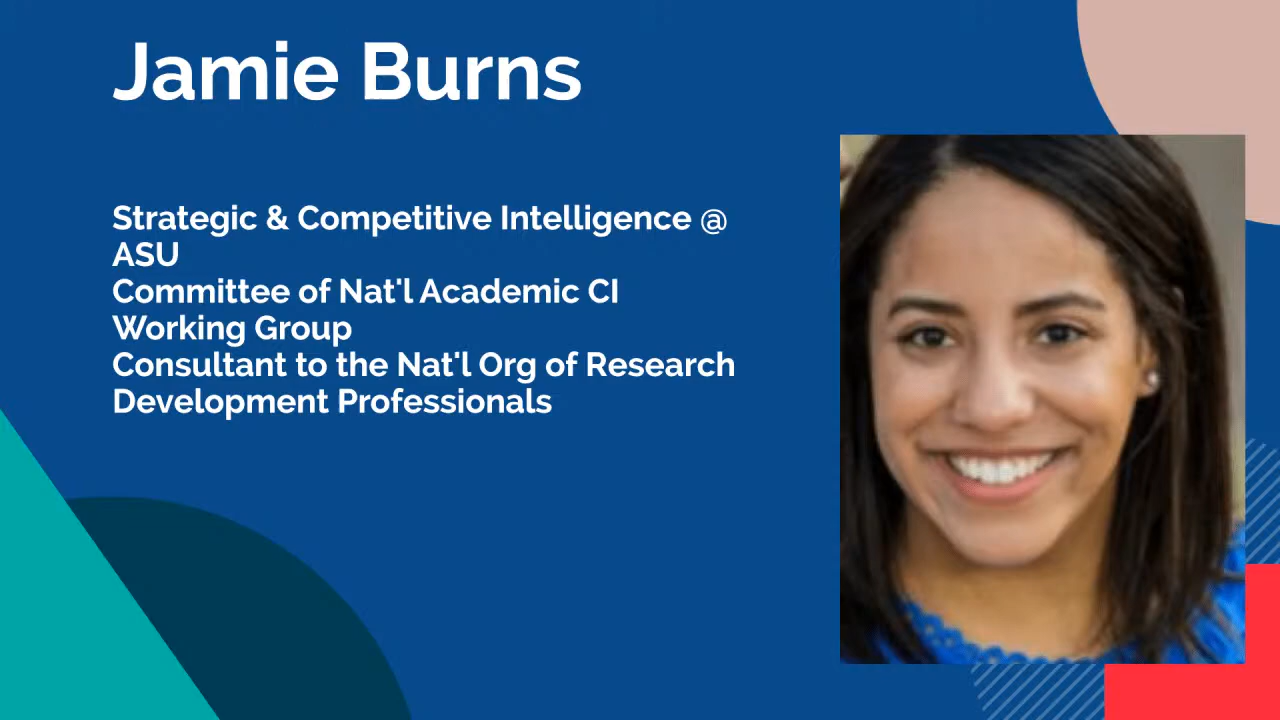 Jamie Burns
Strategic & Competitive Intelligence @
ASU
Committee of Nat'l Academic CI
Working Group
Consultant to the Nat'l Org of Research
Development Professionals